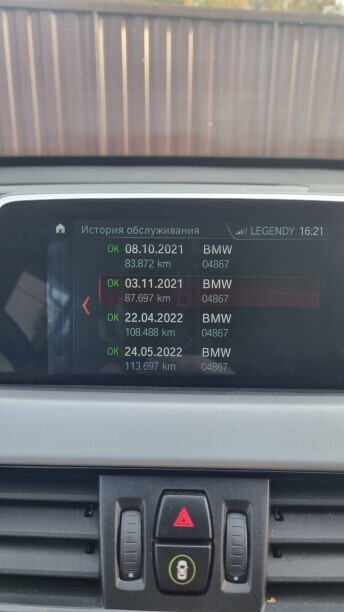 История обслуживания LEGENDY 16:21
OK 08.10.2021 BMW
83.872 km 04867
OK 03.11.2021 BMW
87.697 km 04867
OK 22.04.2022 BMW
108.488 km 04867
OK 24.05.2022 BMW
113.697 km 04867